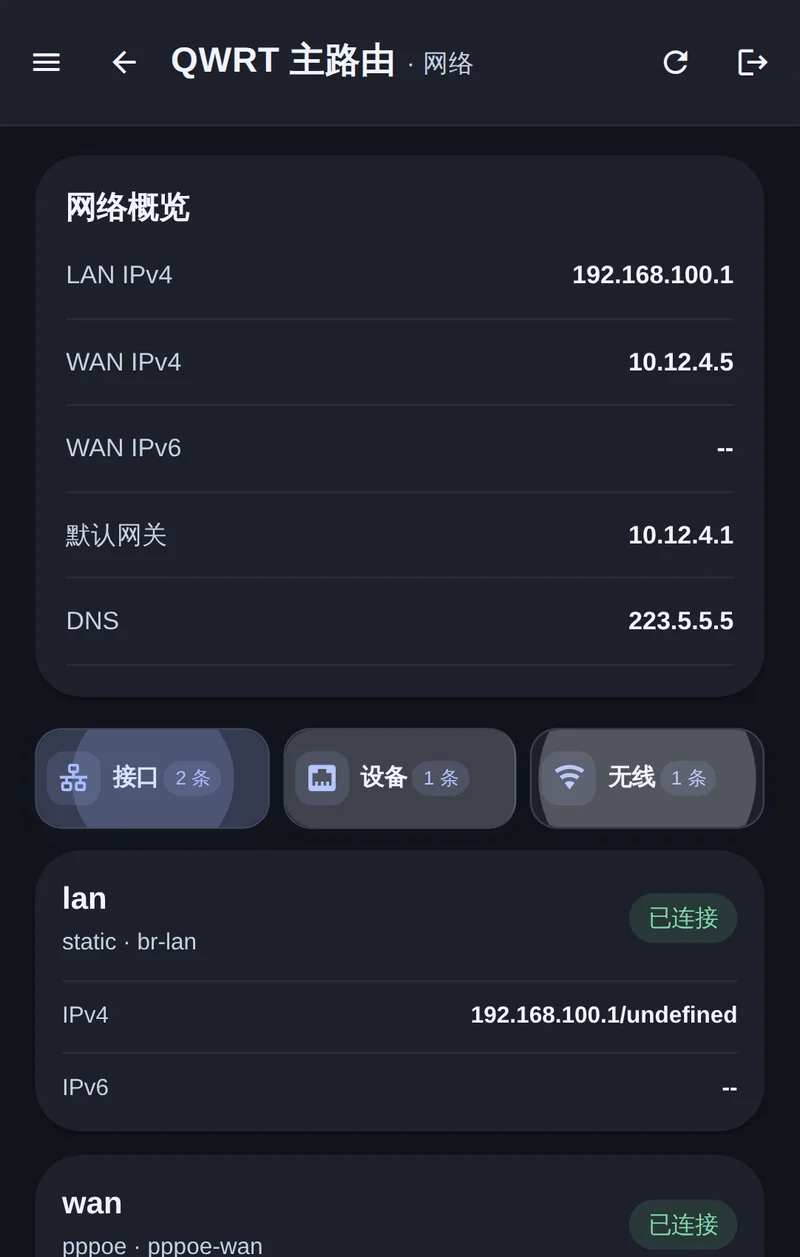 QWRT 主路由 · 网络
网络概览
LAN IPv4 192.168.100.1
WAN IPv4 10.12.4.5
WAN IPv6 --
默认网关 10.12.4.1
DNS 223.5.5.5
接口 2 条 设备 1 条 无线 1 条
lan
已连接
static · br-lan
IPv4 192.168.100.1/undefined
IPv6 --
wan
已连接
pppoe · pppoe-wan